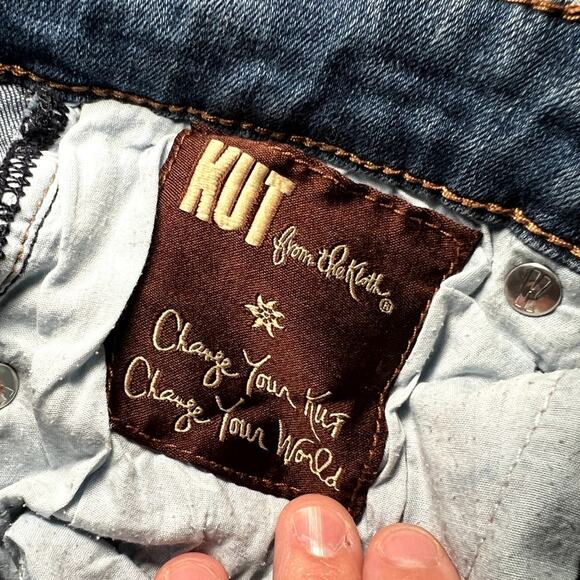 KUT
from the Kloth®
Change Your Kut
Change Your World